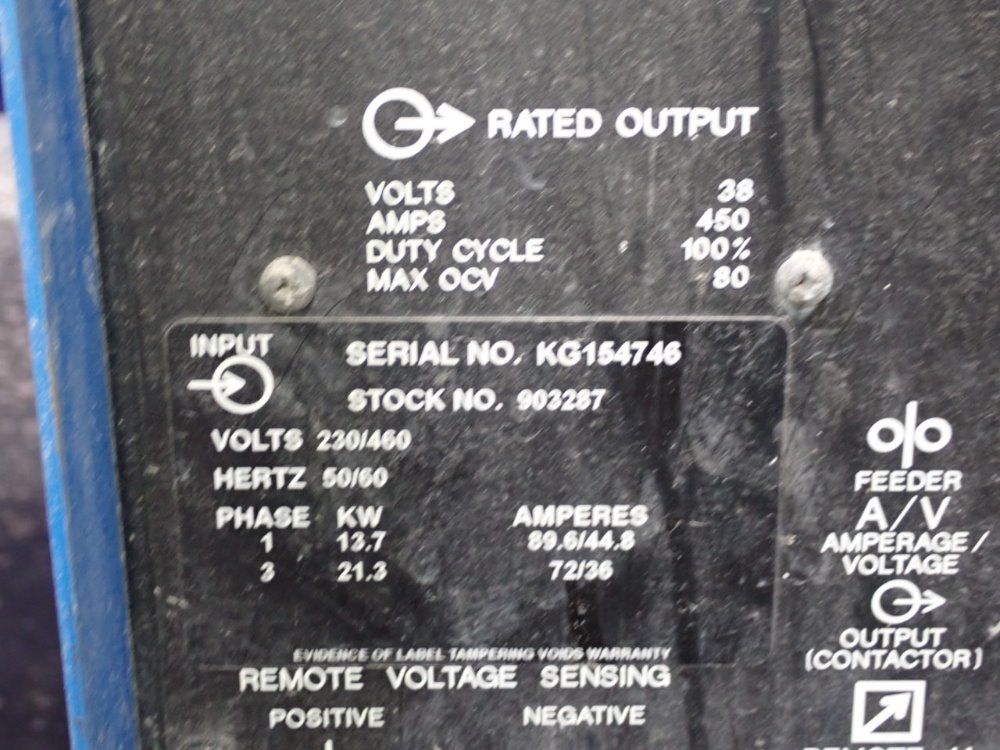 RATED OUTPUT
VOLTS 38
AMPS 450
DUTY CYCLE 100%
MAX OCV 80
INPUT
SERIAL NO. KG154746
STOCK NO. 903287
VOLTS 230/460
HERTZ 50/60
PHASE KW AMPERES
1 13.7 89.6/44.8
3 21.3 72/36
EVIDENCE OF LABEL TAMPERING VOIDS WARRANTY
REMOTE VOLTAGE SENSING
POSITIVE NEGATIVE
FEEDER
A/V
AMPERAGE/
VOLTAGE
OUTPUT
(CONTACTOR)